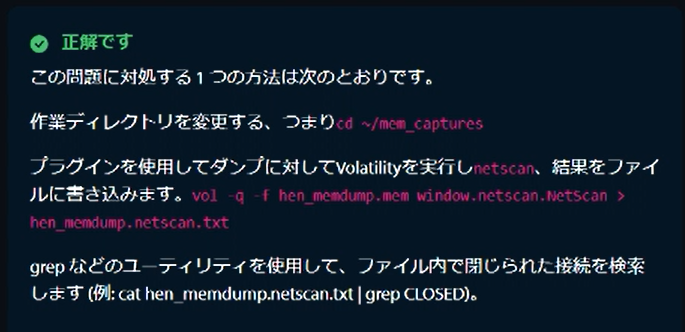 正解です
この問題に対処する 1 つの方法は次のとおりです。
作業ディレクトリを変更する、つまりcd ~/mem_captures
プラグインを使用してダンプに対してVolatilityを実行しnetscan、結果をファイ
ルに書き込みます。vol -q -f hen_memdump.mem window.netscan.NetScan >
hen_memdump.netscan.txt
grep などのユーティリティを使用して、ファイル内で閉じられた接続を検索
します (例: cat hen_memdump.netscan.txt | grep CLOSED)。